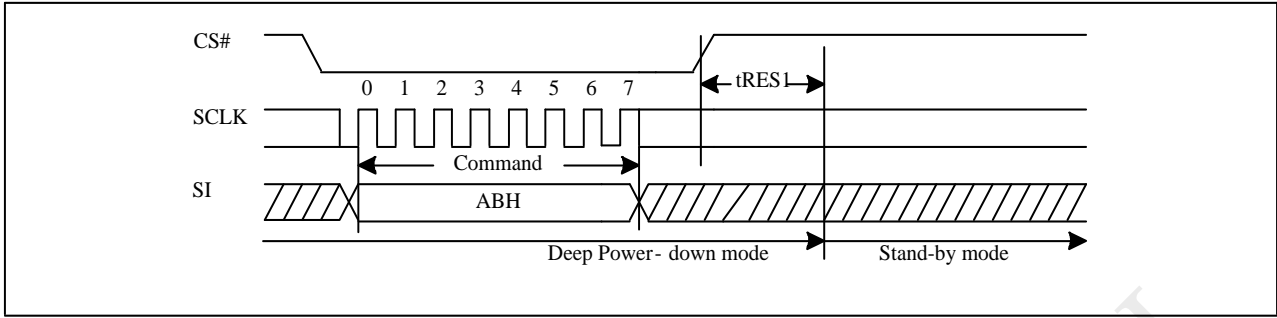 CS#
tRES1
0 1 2 3 4 5 6 7
SCLK
Command
SI
ABH
Deep Power- down mode
Stand-by mode